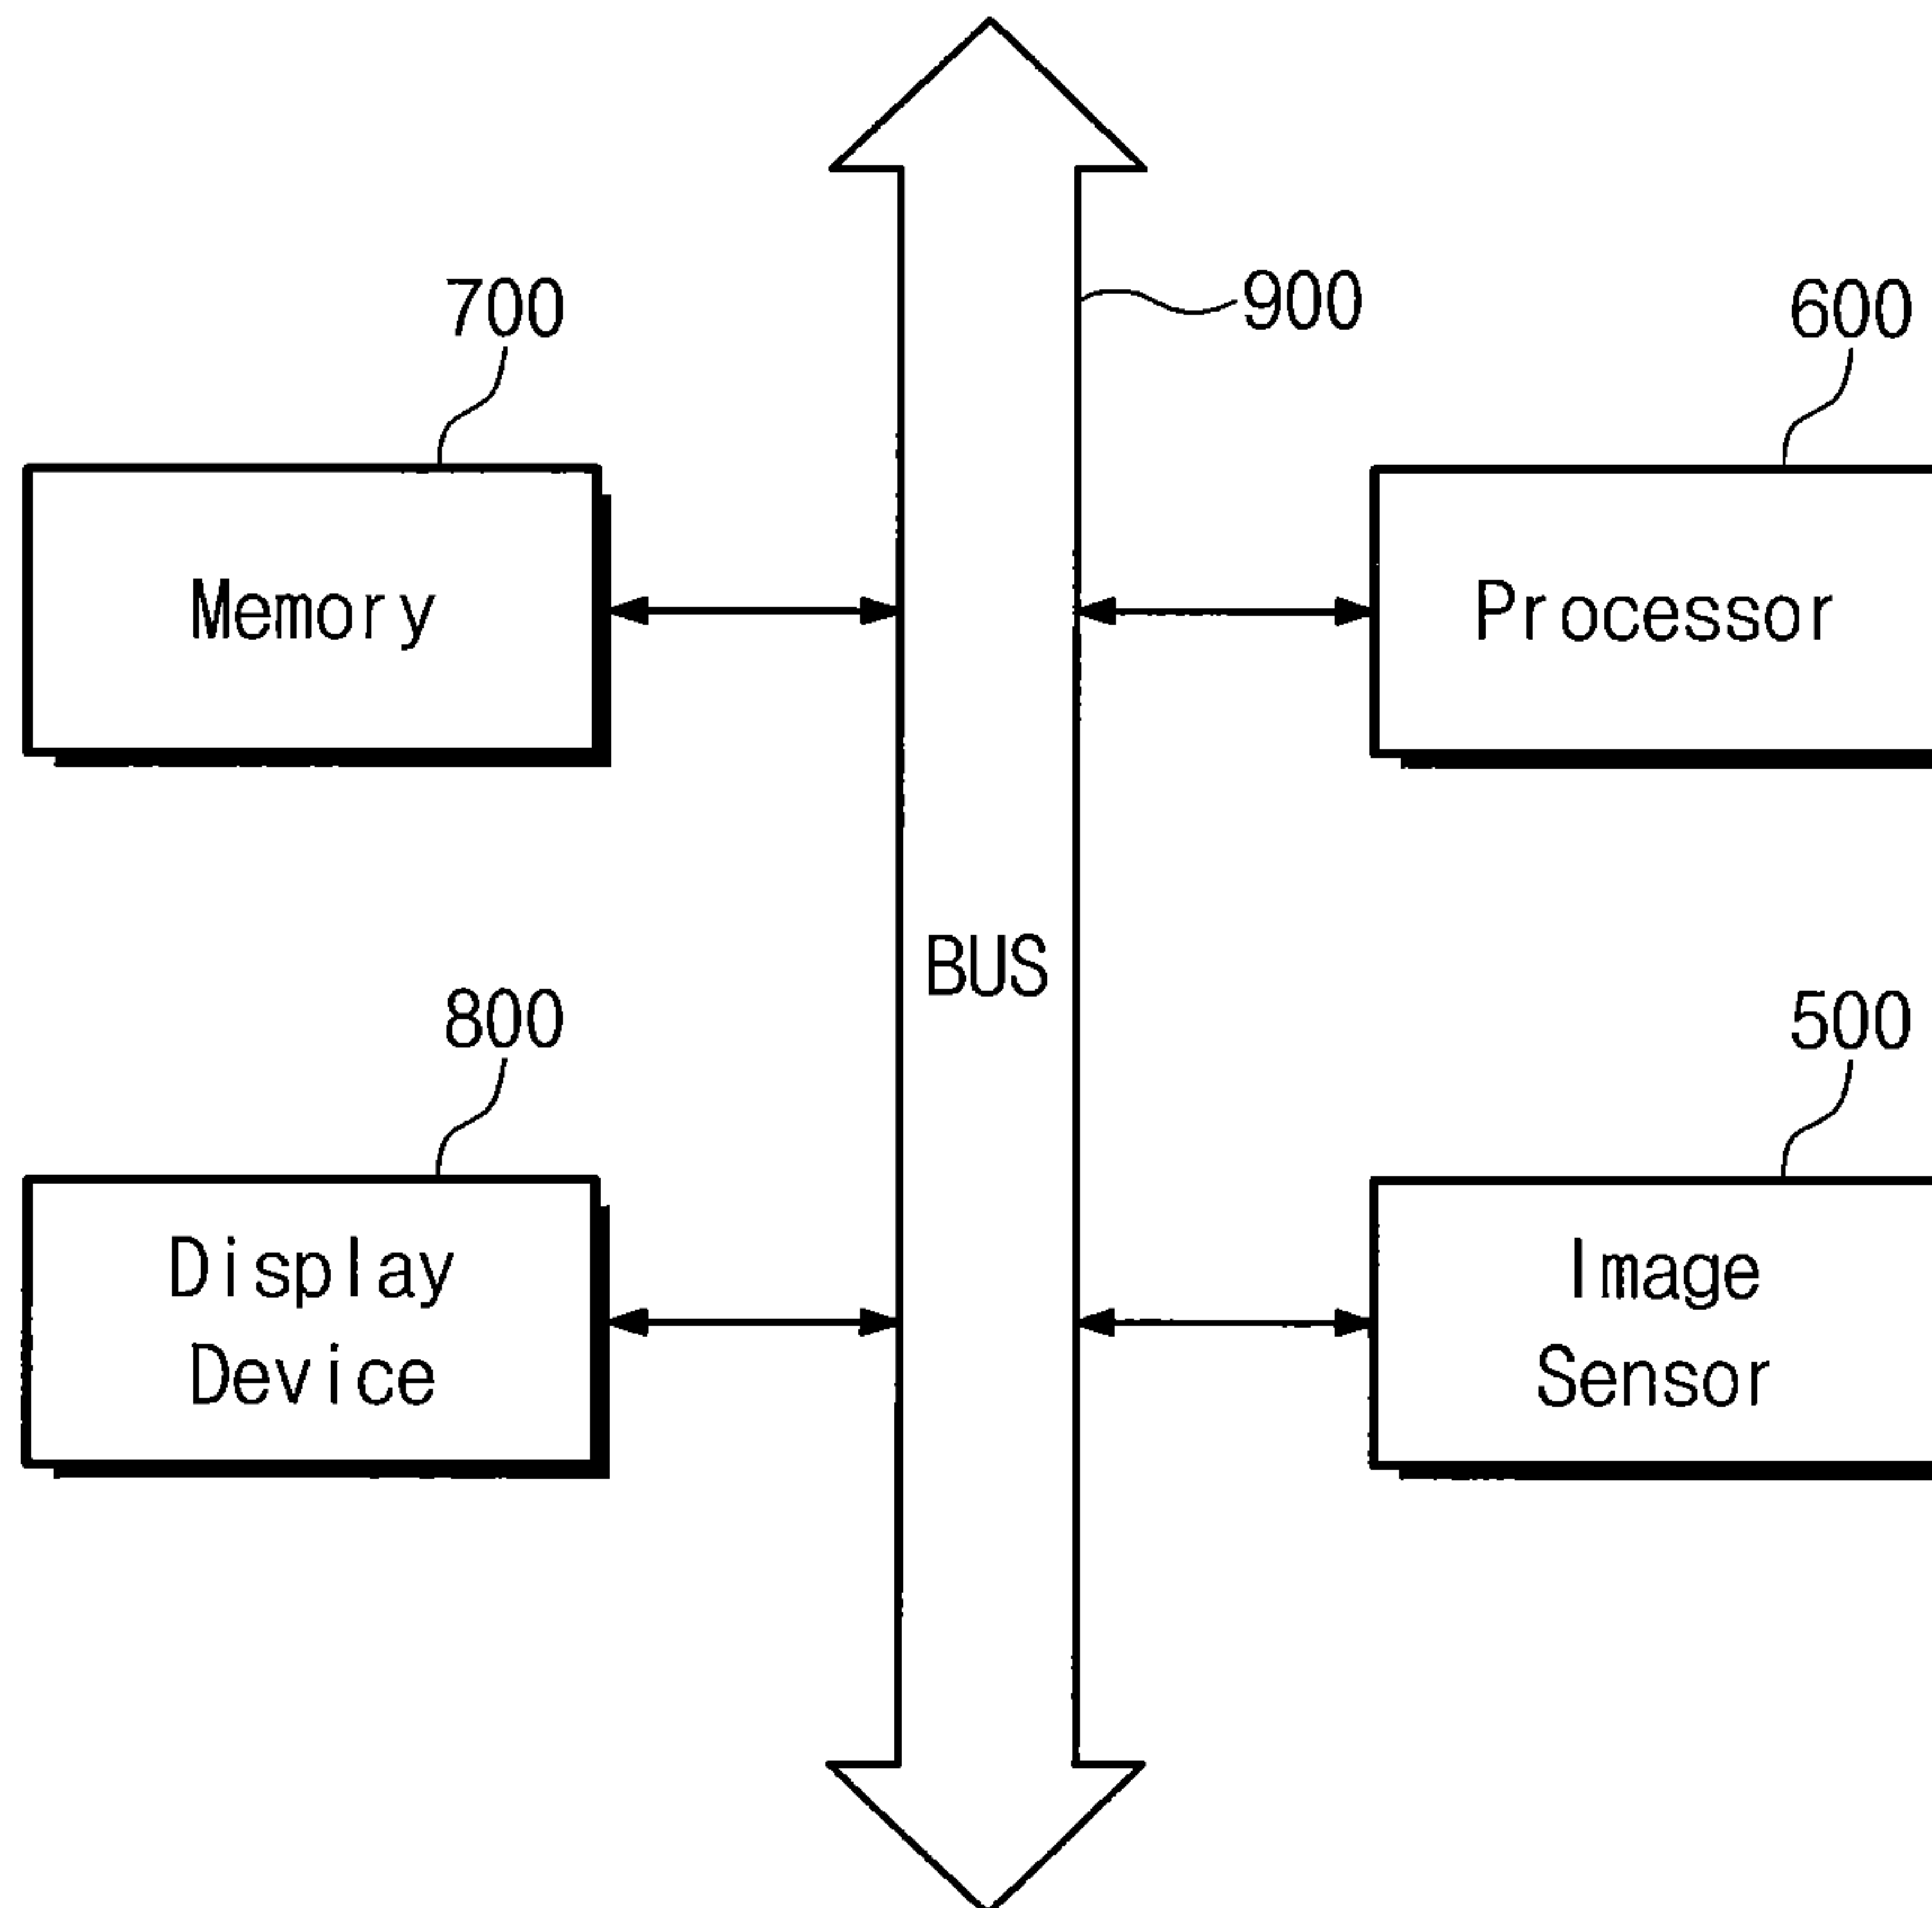 700
900
600
Memory
Processor
BUS
800
500
Display
Device
Image
Sensor